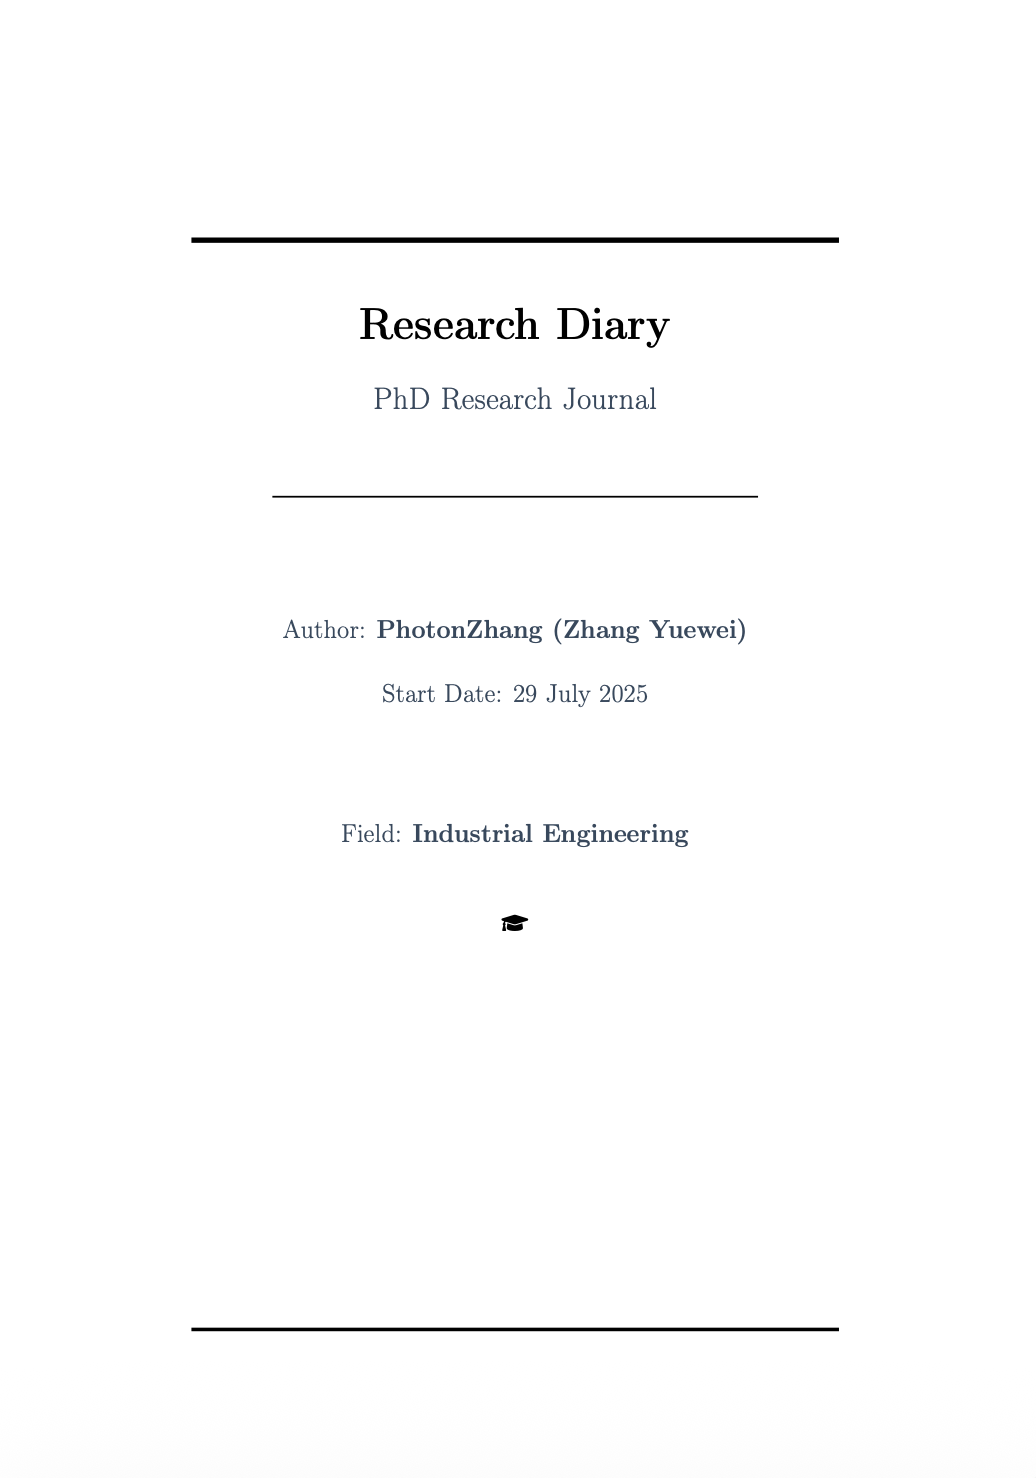 Research Diary
PhD Research Journal
Author: PhotonZhang (Zhang Yuewei)
Start Date: 29 July 2025
Field: Industrial Engineering